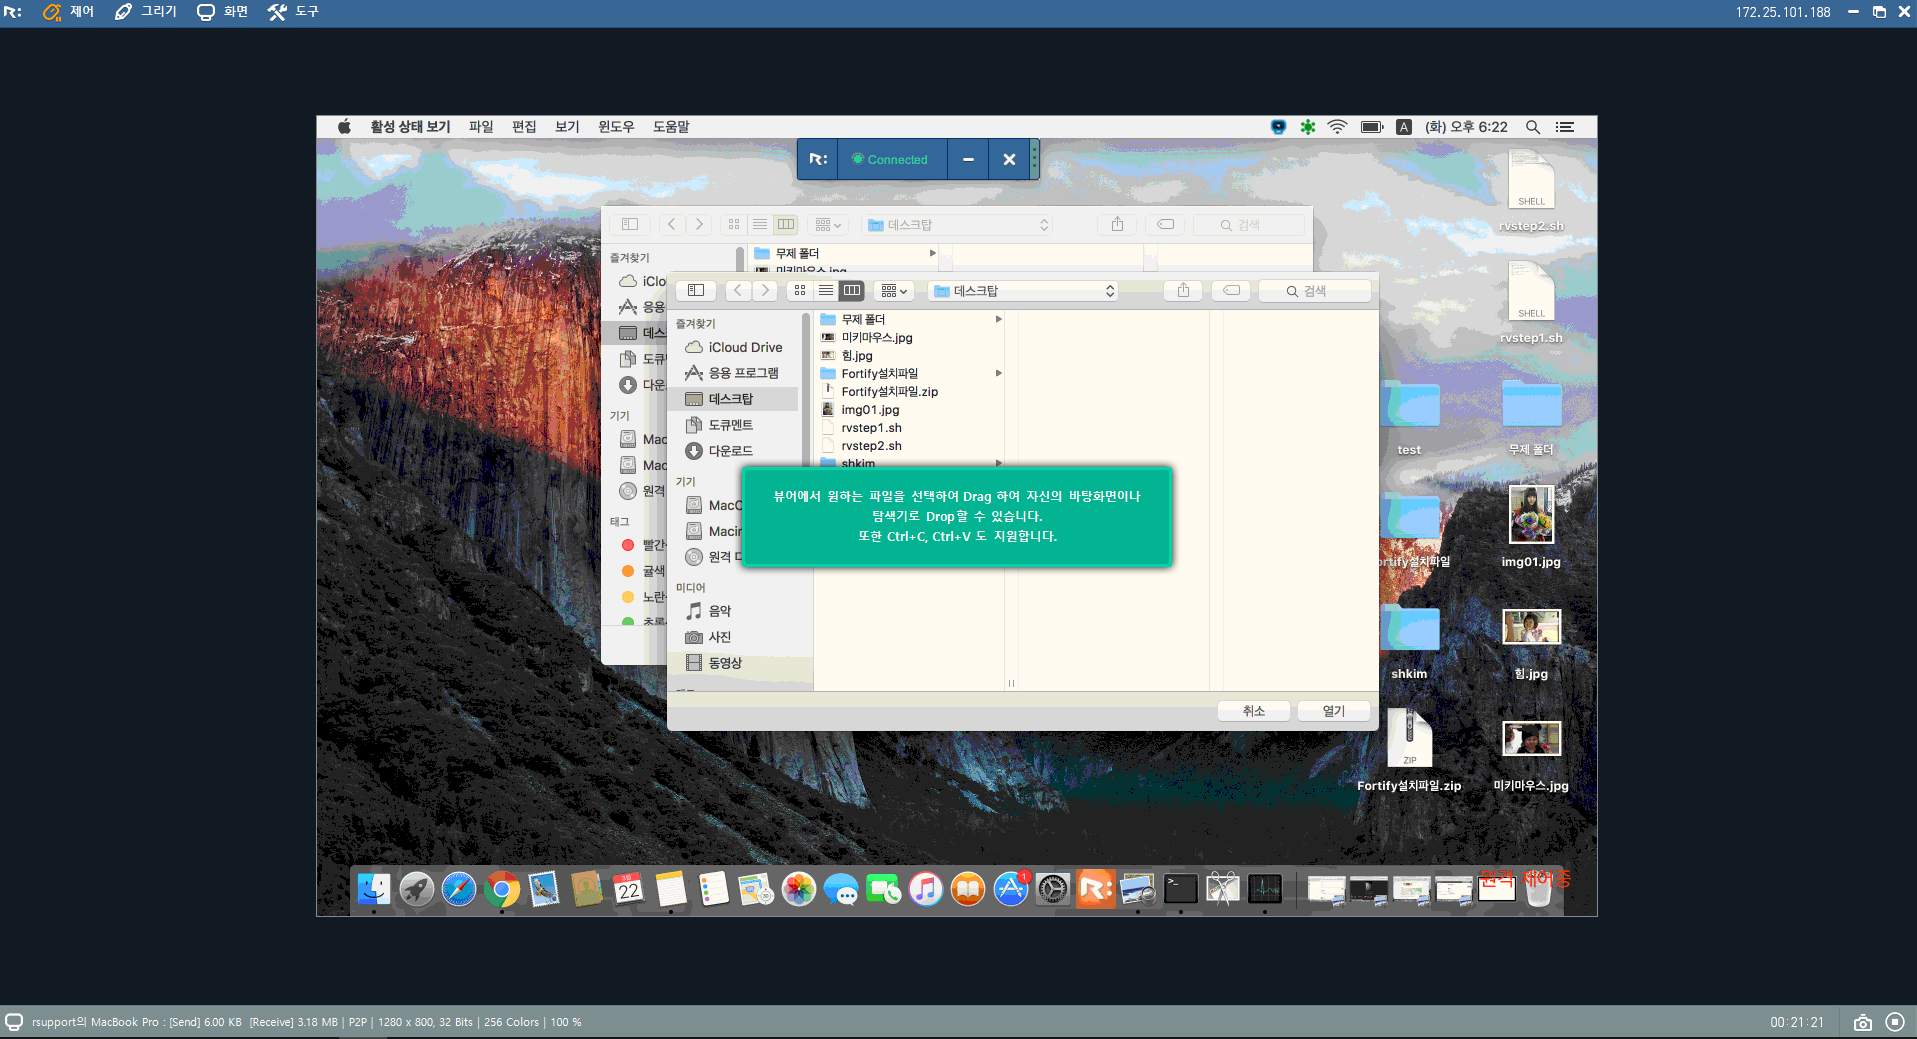 R: 제어 그리기 화면 도구 172.25.101.188
활성 상태 보기 파일 편집 보기 윈도우 도움말 A (화) 오후 6:22
R: Connected
SHELL
rvstep2.sh
데스크탑 검색
즐겨찾기
무제 폴더
미키마우스.jpg
iClo
응용
데스
도큐
다운
기기
Mac
Mac
원격
태그
빨간
귤색
노란
초록
데스크탑 검색
즐겨찾기
iCloud Drive
응용 프로그램
데스크탑
도큐멘트
다운로드
기기
MacC
Macin
원격 디
미디어
음악
사진
동영상
무제 폴더
미키마우스.jpg
힘.jpg
Fortify설치파일
Fortify설치파일.zip
img01.jpg
rvstep1.sh
rvstep2.sh
shkim
뷰어에서 원하는 파일을 선택하여 Drag 하여 자신의 바탕화면이나
탐색기로 Drop할 수 있습니다.
또한 Ctrl+C, Ctrl+V 도 지원합니다.
취소 열기
SHELL
rvstep1.sh
test 무제 폴더
ortify설치파일 img01.jpg
shkim 힘.jpg
ZIP
Fortify설치파일.zip 미키마우스.jpg
22
1
R:
원격 제어중
rsupport의 MacBook Pro : [Send] 6.00 KB [Receive] 3.18 MB | P2P | 1280 x 800, 32 Bits | 256 Colors | 100 % 00:21:21